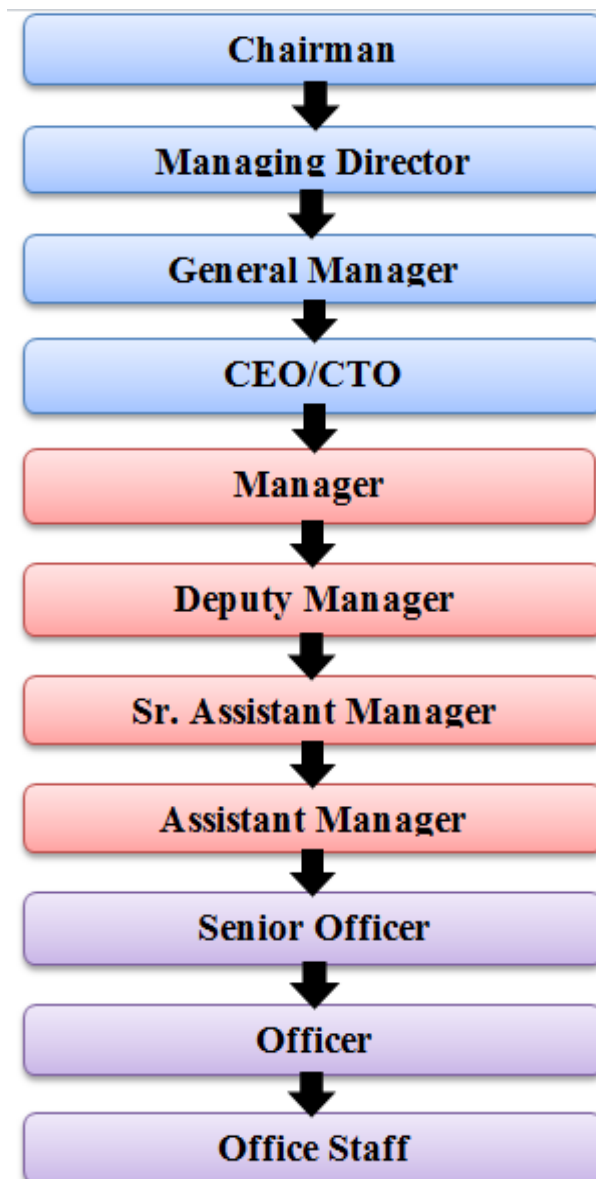 Chairman
Managing Director
General Manager
CEO/CTO
Manager
Deputy Manager
Sr. Assistant Manager
Assistant Manager
Senior Officer
Officer
Office Staff